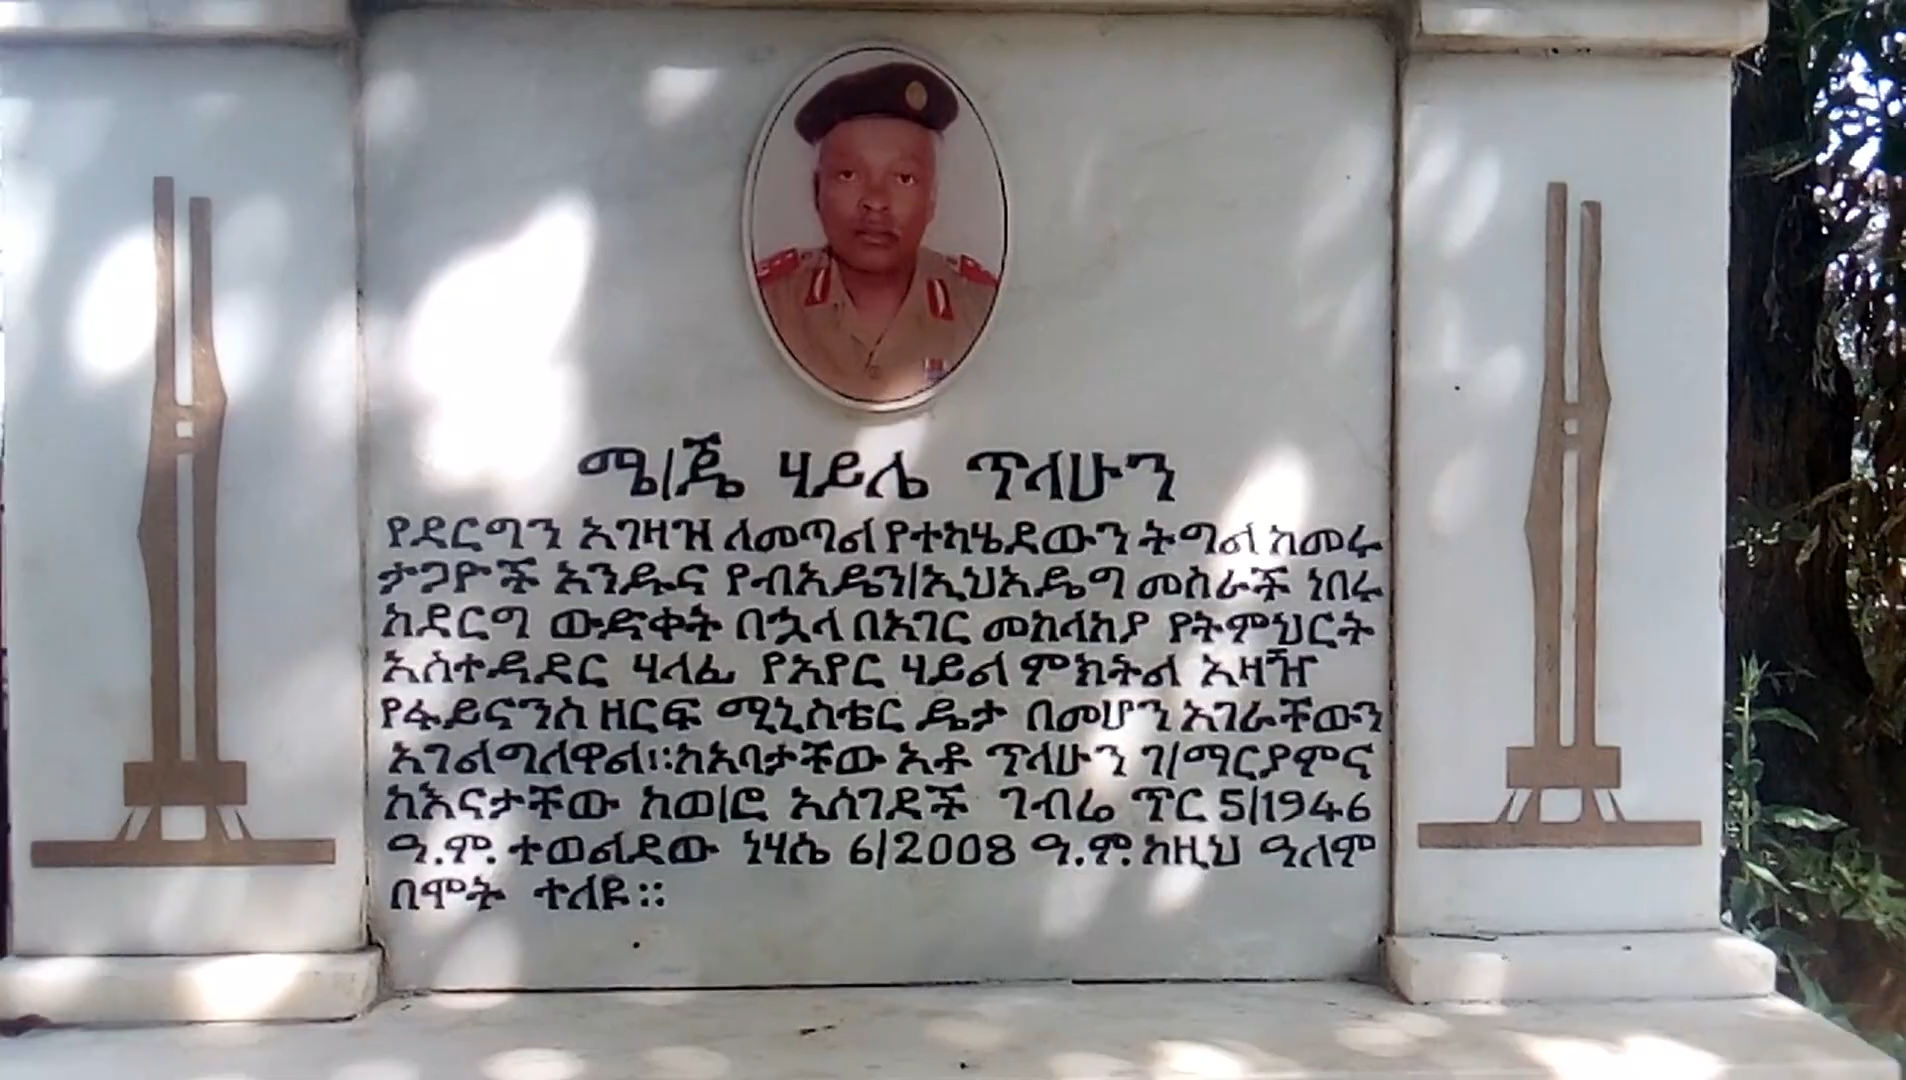 ሜ/ጄ ሃይሌ ጥላሁን
የደርግን አገዛዝ ለመጣል የተካሄደውን ትግል ከመሩ
ታጋዮች አንዱና የብአዴን/ኢህአዴግ መስራች ነበሩ
ከደርግ ውድቀት በኋላ በአገር መከላከያ የትምህርት
አስተዳደር ሃላፊ የአየር ሃይል ምክትል አዛዥ
የፋይናንስ ዘርፍ ሚኒስቴር ዴታ በመሆን አገራቸውን
አገልግለዋል፡፡ከአባታቸው አቶ ጥላሁን ገ/ማርያምና
ከእናታቸው ከወ/ሮ አሰገደች ገብሬ ጥር 5/1946
ዓ.ም. ተወልደው ነሃሴ 6/2008 ዓ.ም. ከዚህ ዓለም
በሞት ተለዩ፡፡